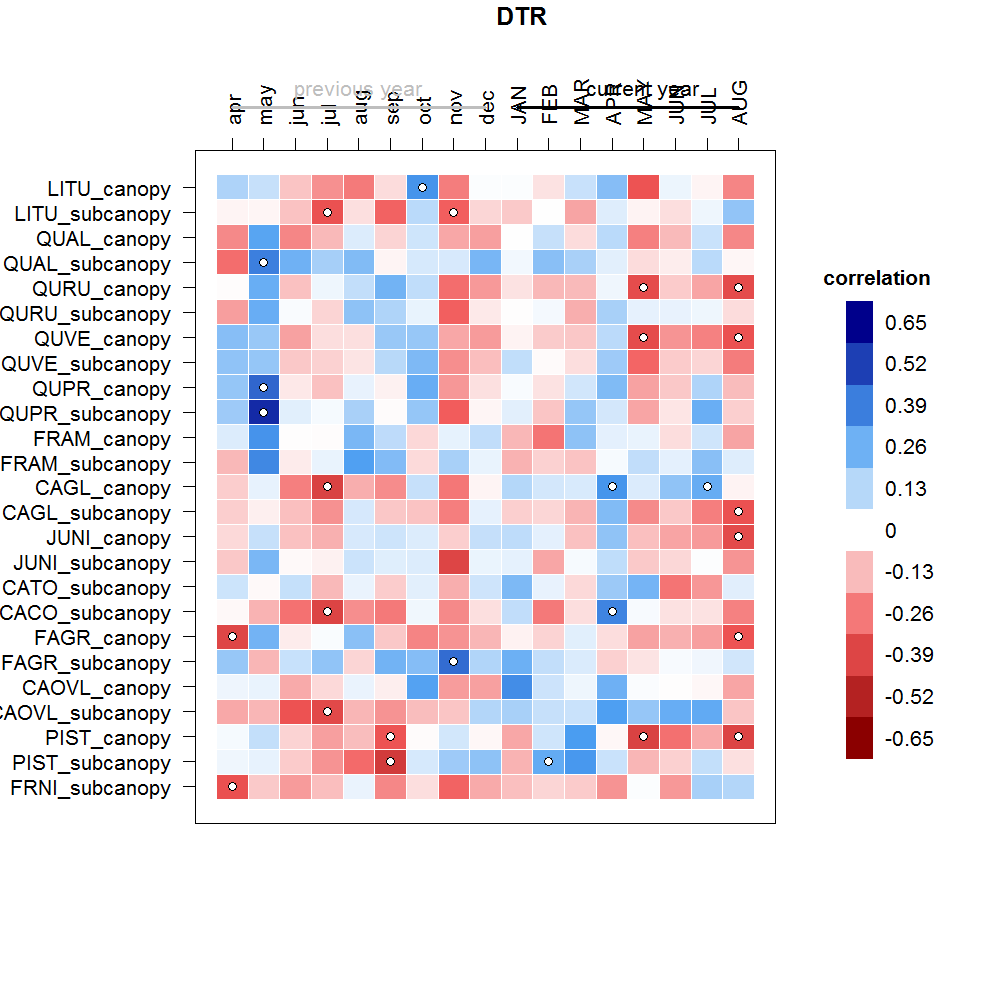 DTR
previous year
current year
apr
may
jun
jul
aug
sep
oct
nov
dec
JAN
FEB
MAR
APR
MAY
JUN
JUL
AUG
LITU_canopy
LITU_subcanopy
QUAL_canopy
QUAL_subcanopy
QURU_canopy
QURU_subcanopy
QUVE_canopy
QUVE_subcanopy
QUPR_canopy
QUPR_subcanopy
FRAM_canopy
FRAM_subcanopy
CAGL_canopy
CAGL_subcanopy
JUNI_canopy
JUNI_subcanopy
CATO_subcanopy
CACO_subcanopy
FAGR_canopy
FAGR_subcanopy
CAOVL_canopy
CAOVL_subcanopy
PIST_canopy
PIST_subcanopy
FRNI_subcanopy
correlation
0.65
0.52
0.39
0.26
0.13
0
-0.13
-0.26
-0.39
-0.52
-0.65